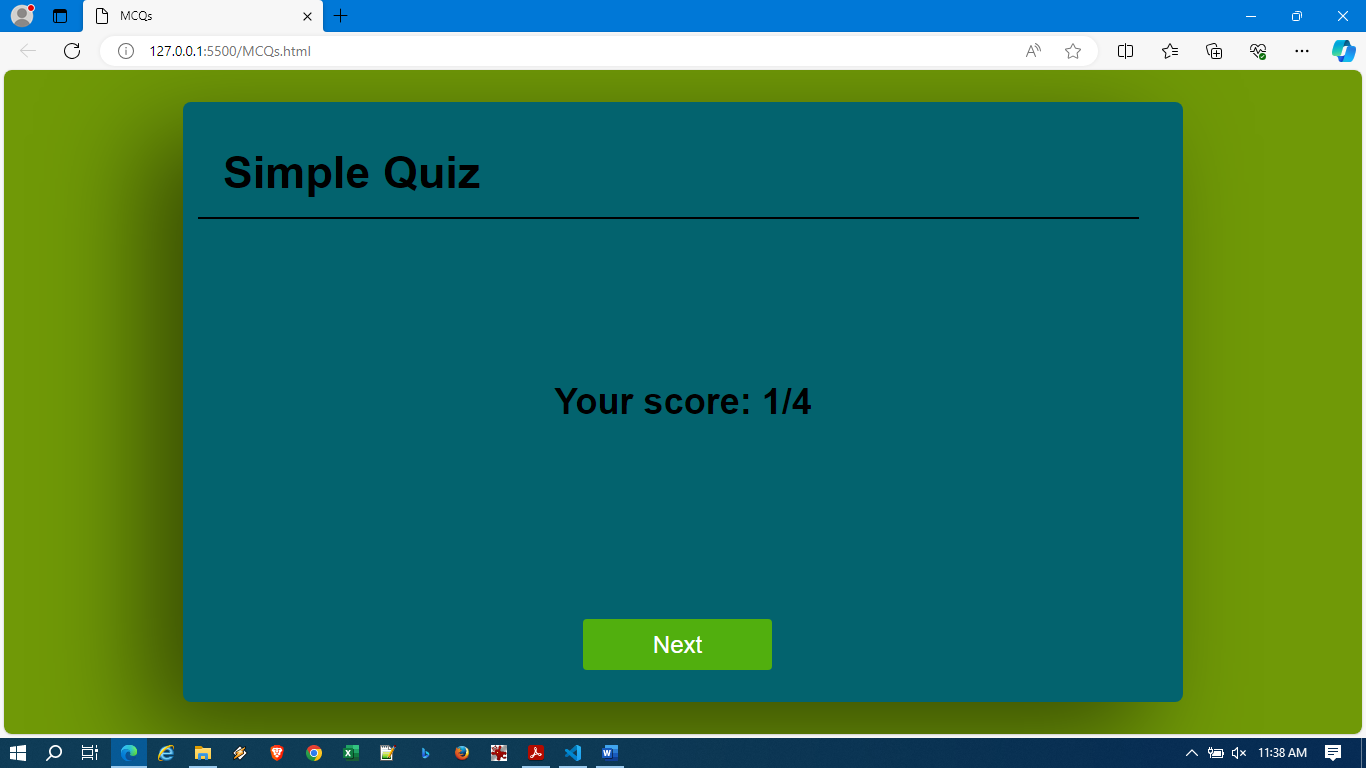 MCQs
127.0.0.1:5500/MCQs.html
Simple Quiz
Your score: 1/4
Next
11:38 AM